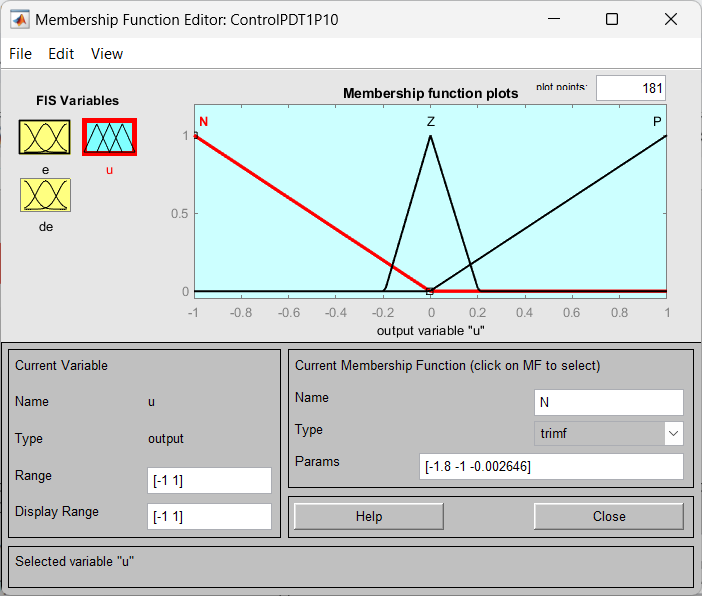 Membership Function Editor: ControlPDT1P10
File Edit View
FIS Variables
e
u
de
Membership function plots
plot points:
181
N
Z
P
1
0.5
0
-1 -0.8 -0.6 -0.4 -0.2 0 0.2 0.4 0.6 0.8 1
output variable "u"
Current Variable
Name u
Type output
Range [-1 1]
Display Range [-1 1]
Current Membership Function (click on MF to select)
Name N
Type trimf
Params [-1.8 -1 -0.002646]
Help Close
Selected variable "u"